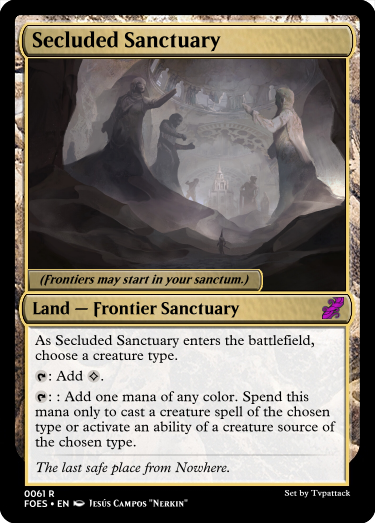 Secluded Sanctuary
(Frontiers may start in your sanctum.)
Land — Frontier Sanctuary
As Secluded Sanctuary enters the battlefield,
choose a creature type.
: Add .
: : Add one mana of any color. Spend this
mana only to cast a creature spell of the chosen
type or activate an ability of a creature source of
the chosen type.
The last safe place from Nowhere.
0061 R
FOES • EN Jesús Campos "Nerkin"
Set by Tvpattack